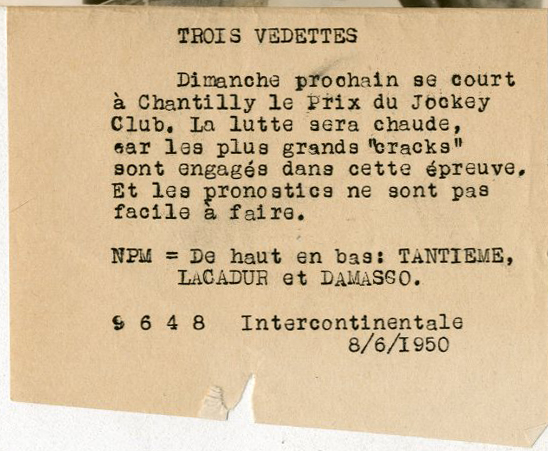 TROIS VEDETTES
Dimanche prochain se court
à Chantilly le Prix du Jockey
Club. La lutte sera chaude,
car les plus grands "cracks"
sont engagés dans cette épreuve.
Et les pronostics ne sont pas
facile à faire.
NPM = De haut en bas: TANTIEME,
LACADUR et DAMASCO.
9 6 4 8 Intercontinentale
8/6/1950